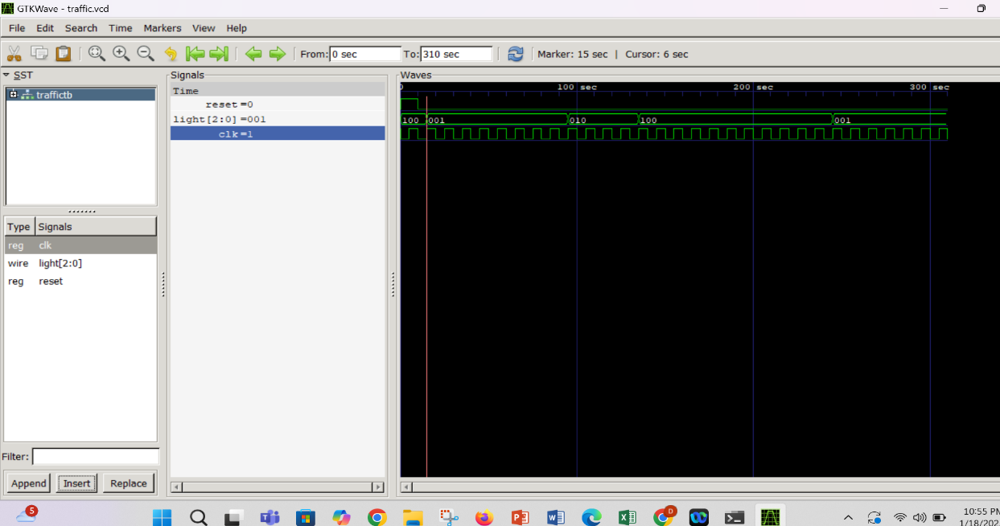 GTKWave - traffic.vcd
File Edit Search Time Markers View Help
From: 0 sec To: 310 sec Marker: 15 sec | Cursor: 6 sec
SST
traffictb
Type Signals
reg clk
wire light[2:0]
reg reset
Filter:
Append Insert Replace
Signals
Time
reset =0
light[2:0] =001
clk =1
Waves
0 100 sec 200 sec 300 sec
100 001 010 100 001
5
D
10:55 PM
1/18/202